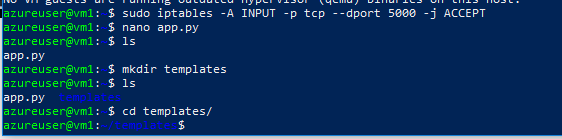 No VM guests are running outdated hypervisor (qemu) binaries on this host.
azureuser@vm1:~$ sudo iptables -A INPUT -p tcp --dport 5000 -j ACCEPT
azureuser@vm1:~$ nano app.py
azureuser@vm1:~$ ls
app.py
azureuser@vm1:~$ mkdir templates
azureuser@vm1:~$ ls
app.py templates
azureuser@vm1:~$ cd templates/
azureuser@vm1:~/templates$